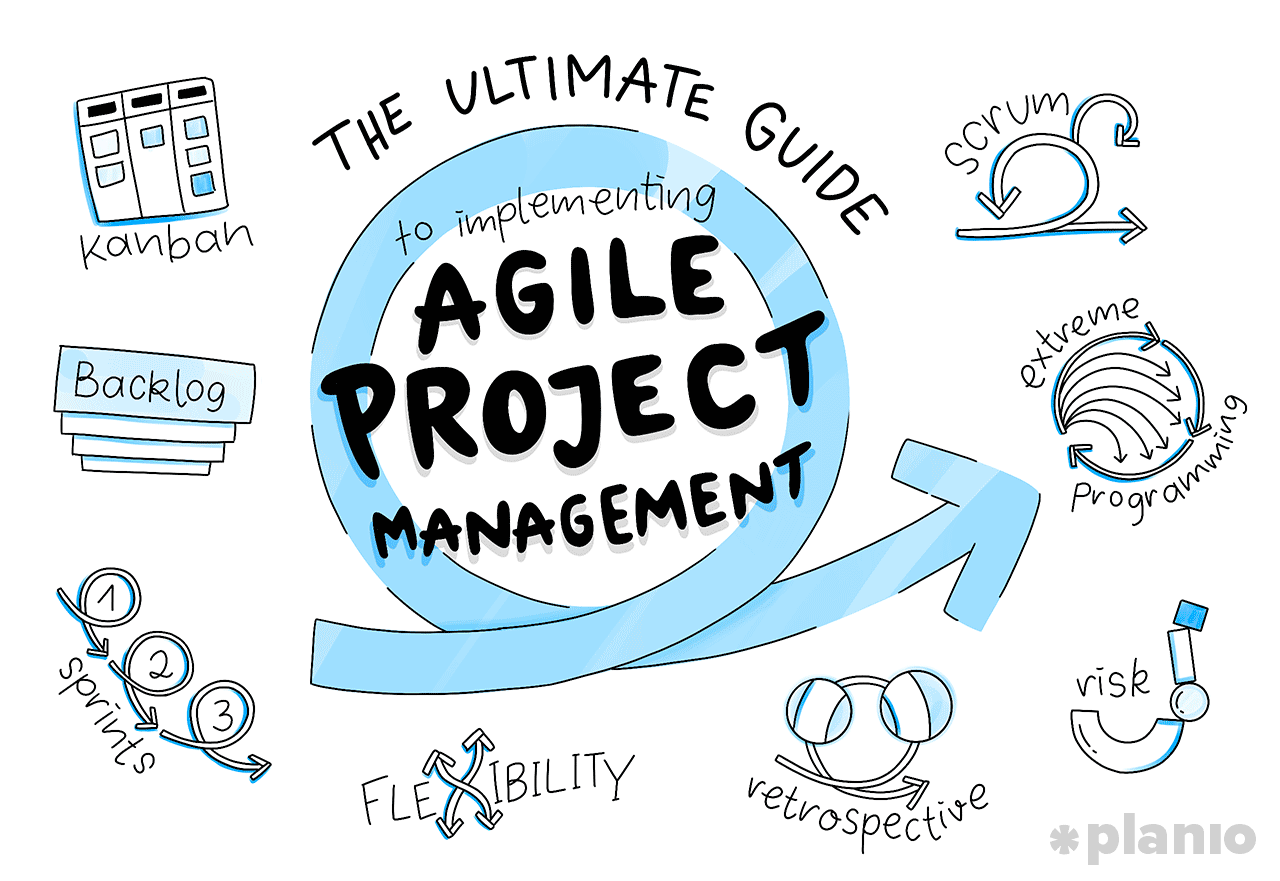 THE ULTIMATE GUIDE
to implementing
AGILE
PROJECT
MANAGEMENT
kanban
scrum
Backlog
extreme
Programming
1
2
3
sprints
FLEXIBILITY
retrospective
risk
planio